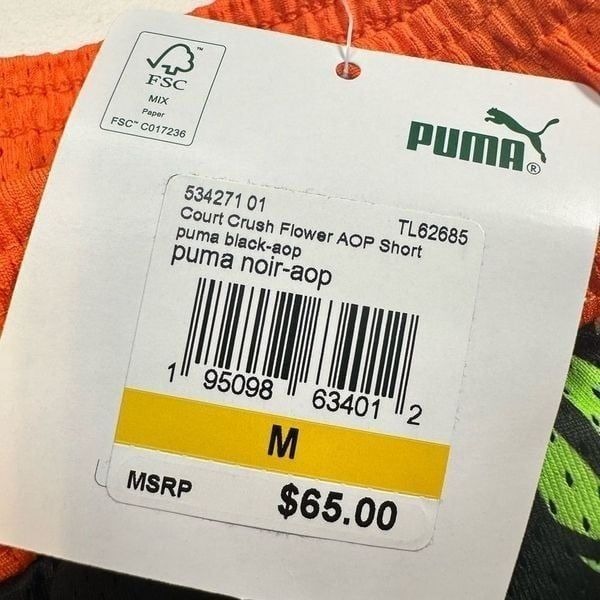 FSC™
MIX
Paper
FSC™ C017236
PUMA®
534271 01
TL62685
Court Crush Flower AOP Short
puma black-aop
puma noir-aop
1 95098 63401 2
M
MSRP $65.00